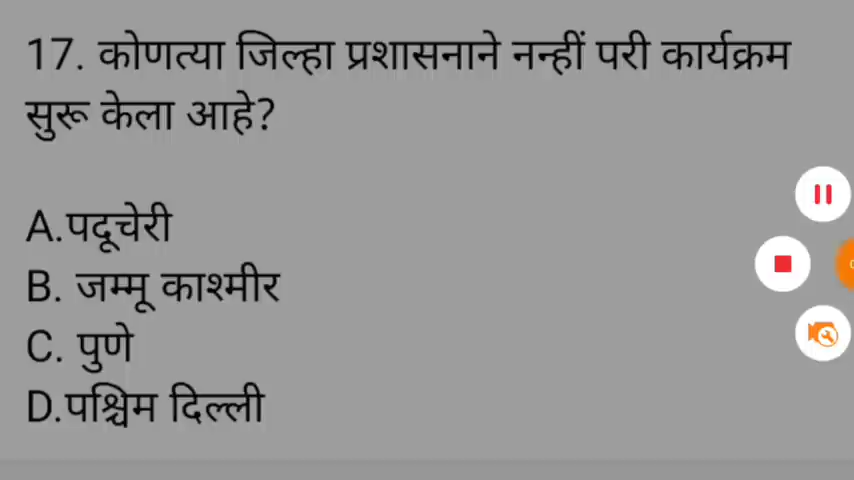 17. कोणत्या जिल्हा प्रशासनाने नन्हीं परी कार्यक्रम
सुरू केला आहे?
A.पदूचेरी
B. जम्मू काश्मीर
C. पुणे
D.पश्चिम दिल्ली